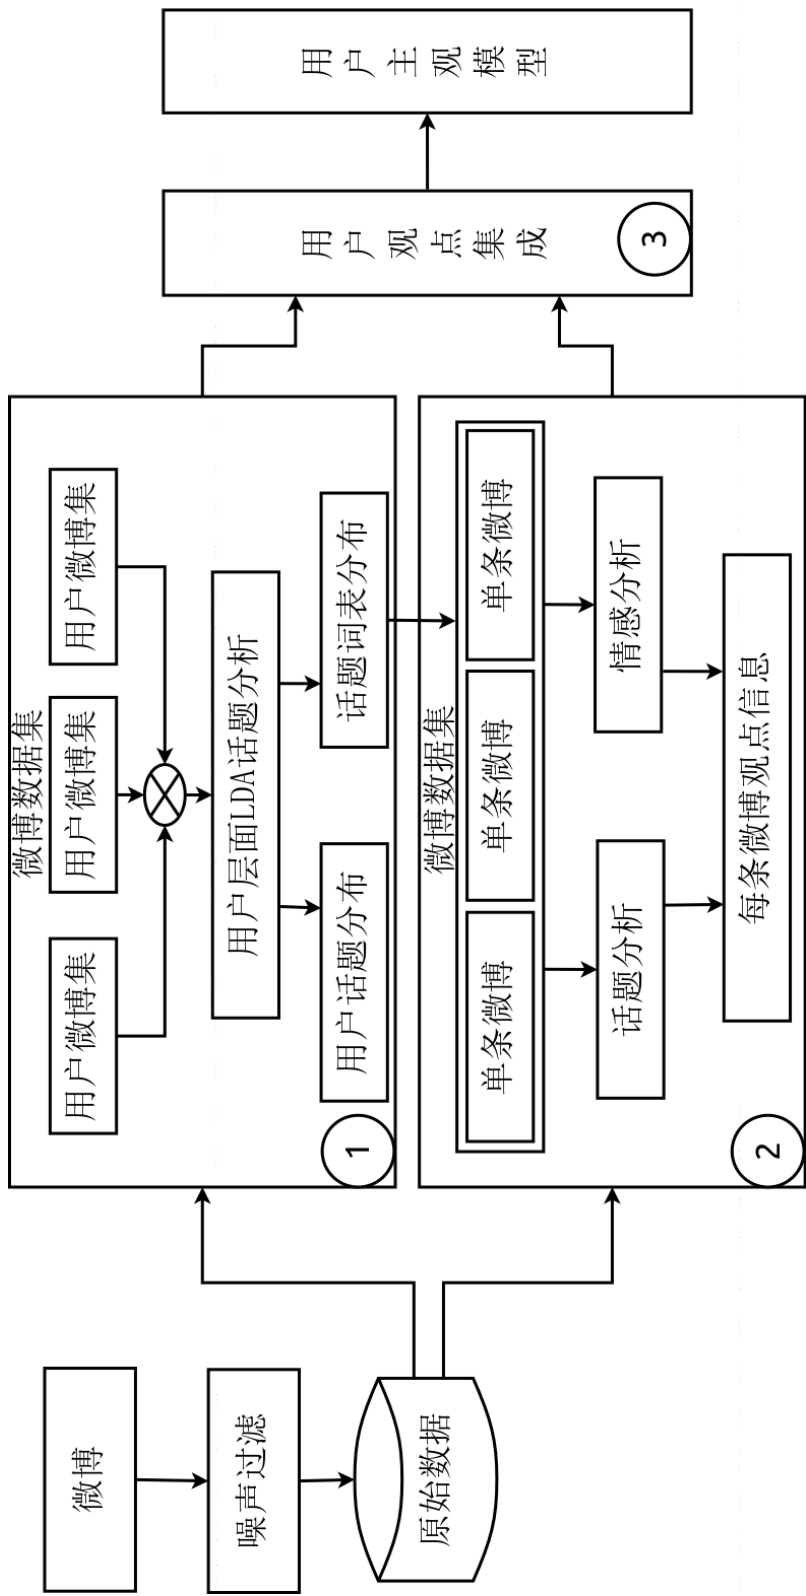 微博
噪声过滤
原始数据
微博数据集
用户微博集
用户微博集
用户微博集
用户层面LDA话题分析
用户话题分布
话题词表分布
1
微博数据集
单条微博
单条微博
单条微博
话题分析
情感分析
每条微博观点信息
2
用户观点集成
3
用户主观模型